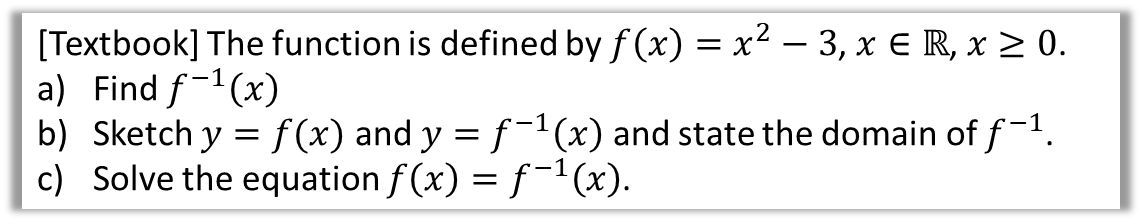 [Textbook] The function is defined by f(x) = x² − 3, x ∈ ℝ, x ≥ 0.
a) Find f⁻¹(x)
b) Sketch y = f(x) and y = f⁻¹(x) and state the domain of f⁻¹.
c) Solve the equation f(x) = f⁻¹(x).